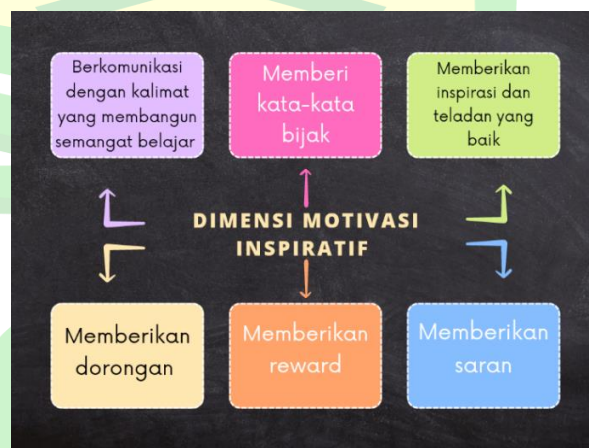 Berkomunikasi
dengan kalimat
yang membangun
semangat belajar
Memberi
kata-kata
bijak
Memberikan
inspirasi dan
teladan yang
baik
DIMENSI MOTIVASI
INSPIRATIF
Memberikan
dorongan
Memberikan
reward
Memberikan
saran